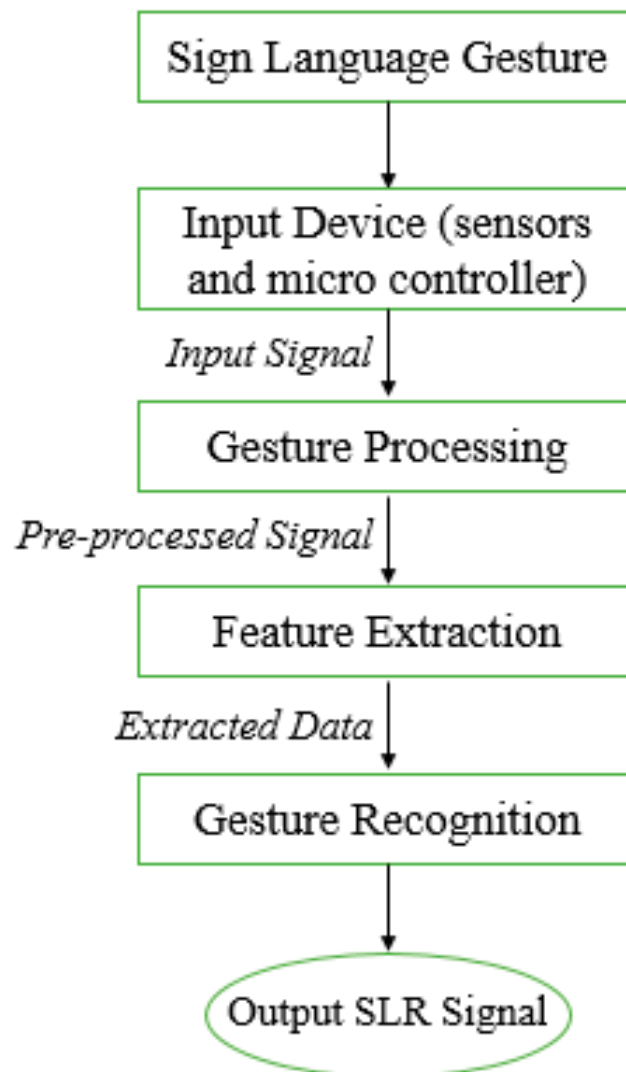 Sign Language Gesture
Input Device (sensors
and micro controller)
Input Signal
Gesture Processing
Pre-processed Signal
Feature Extraction
Extracted Data
Gesture Recognition
Output SLR Signal